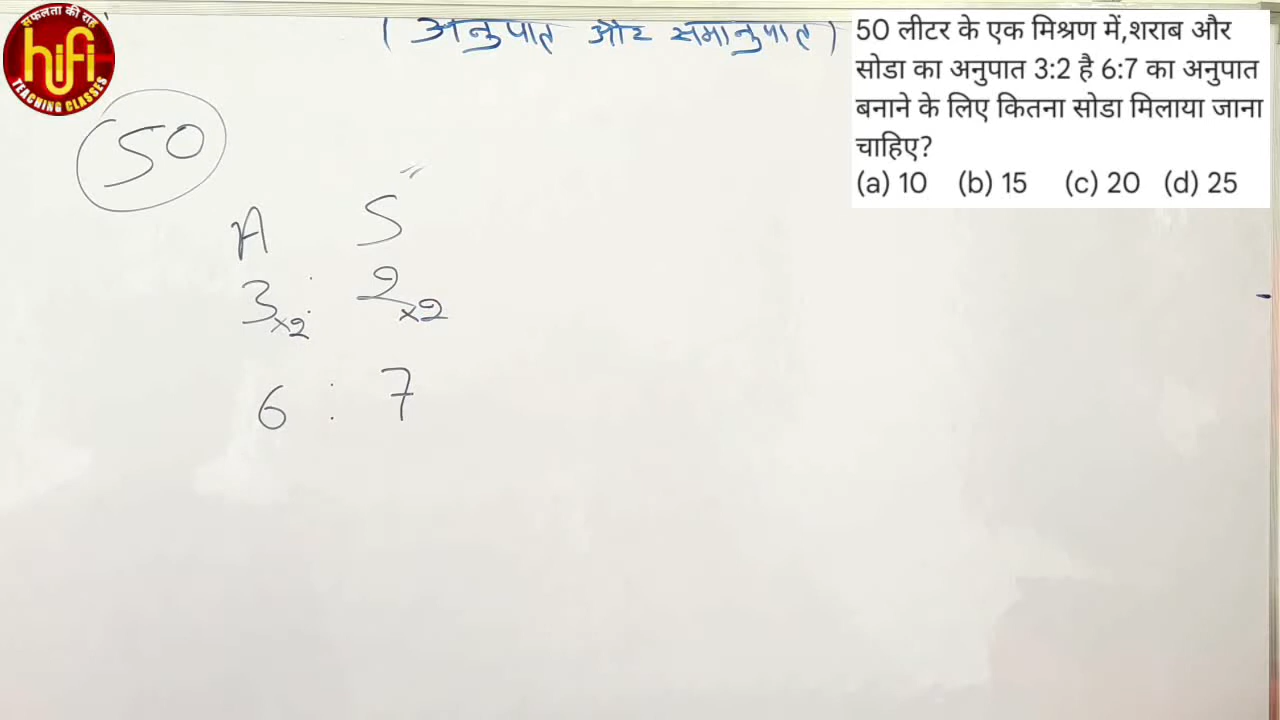 सफलता की राह
hifi
TEACHING CLASSES
( अनुपात और समानुपात )
50 लीटर के एक मिश्रण में,शराब और
सोडा का अनुपात 3:2 है 6:7 का अनुपात
बनाने के लिए कितना सोडा मिलाया जाना
चाहिए?
(a) 10 (b) 15 (c) 20 (d) 25
50
A S
3×2 : 2×2
6 : 7